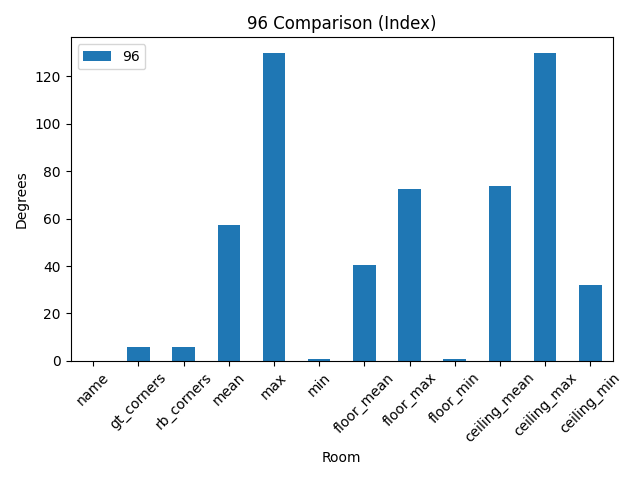 96 Comparison (Index)
96
Degrees
120
100
80
60
40
20
0
name
gt_corners
rb_corners
mean
max
min
floor_mean
floor_max
floor_min
ceiling_mean
ceiling_max
ceiling_min
Room